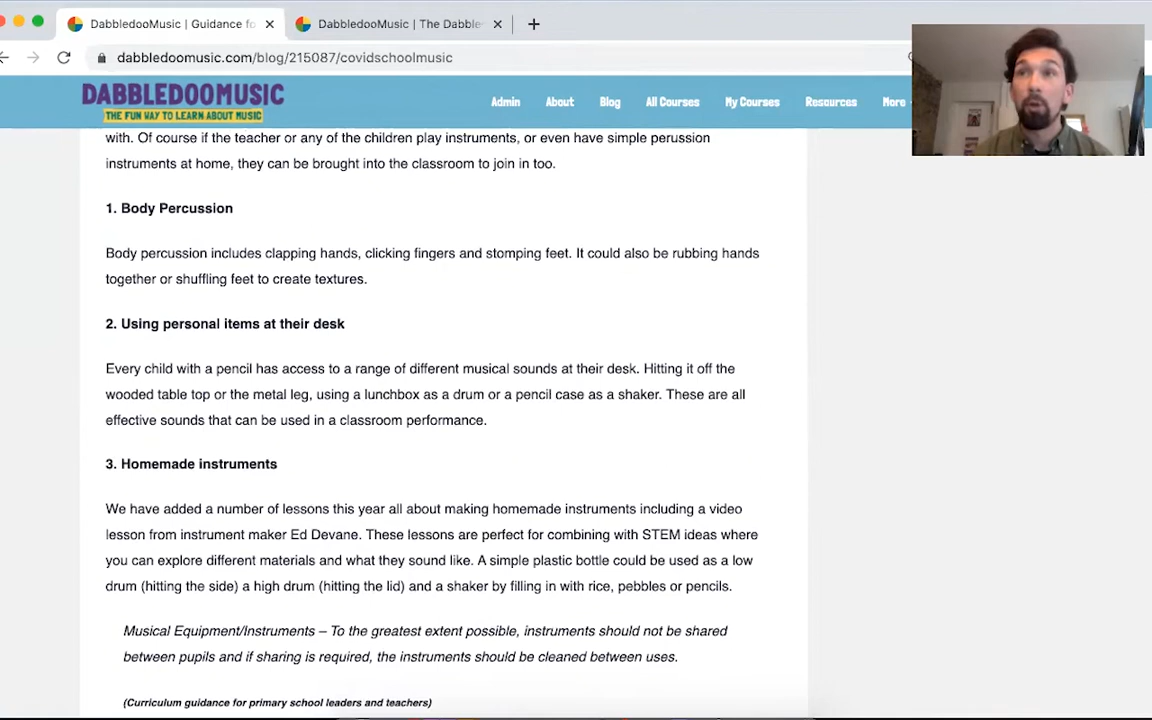 DabbledooMusic | Guidance fo
DabbledooMusic | The Dabble
dabbledoomusic.com/blog/215087/covidschoolmusic
DABBLEDOOMUSIC
THE FUN WAY TO LEARN ABOUT MUSIC
Admin About Blog All Courses My Courses Resources More
with. Of course if the teacher or any of the children play instruments, or even have simple perussion
instruments at home, they can be brought into the classroom to join in too.
1. Body Percussion
Body percussion includes clapping hands, clicking fingers and stomping feet. It could also be rubbing hands
together or shuffling feet to create textures.
2. Using personal items at their desk
Every child with a pencil has access to a range of different musical sounds at their desk. Hitting it off the
wooded table top or the metal leg, using a lunchbox as a drum or a pencil case as a shaker. These are all
effective sounds that can be used in a classroom performance.
3. Homemade instruments
We have added a number of lessons this year all about making homemade instruments including a video
lesson from instrument maker Ed Devane. These lessons are perfect for combining with STEM ideas where
you can explore different materials and what they sound like. A simple plastic bottle could be used as a low
drum (hitting the side) a high drum (hitting the lid) and a shaker by filling in with rice, pebbles or pencils.
Musical Equipment/Instruments – To the greatest extent possible, instruments should not be shared
between pupils and if sharing is required, the instruments should be cleaned between uses.
(Curriculum guidance for primary school leaders and teachers)